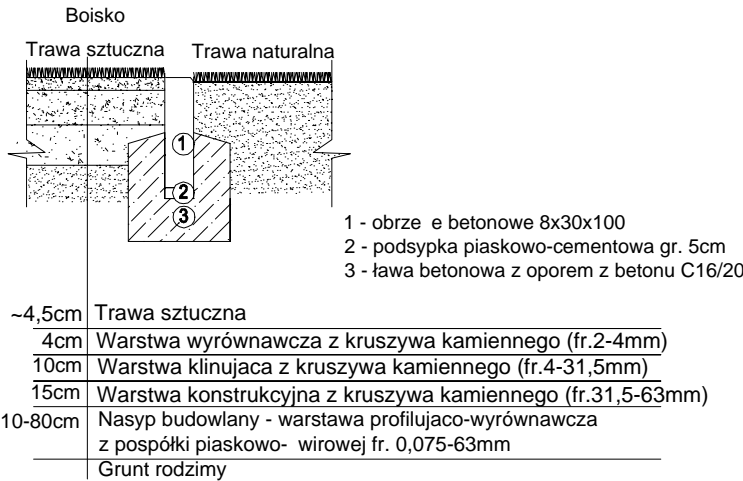 Boisko
Trawa sztuczna
Trawa naturalna
1
2
3
1 - obrze e betonowe 8x30x100
2 - podsypka piaskowo-cementowa gr. 5cm
3 - ława betonowa z oporem z betonu C16/20
~4,5cm Trawa sztuczna
4cm Warstwa wyrównawcza z kruszywa kamiennego (fr.2-4mm)
10cm Warstwa klinujaca z kruszywa kamiennego (fr.4-31,5mm)
15cm Warstwa konstrukcyjna z kruszywa kamiennego (fr.31,5-63mm)
10-80cm Nasyp budowlany - warstawa profilujaco-wyrównawcza
z pospółki piaskowo- wirowej fr. 0,075-63mm
Grunt rodzimy